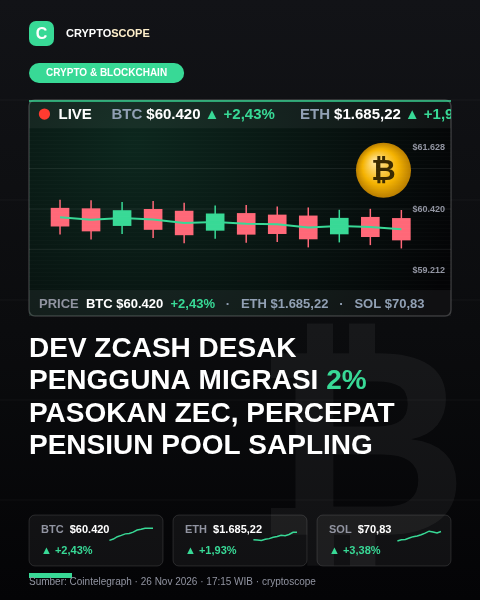 C CRYPTOSCOPE
CRYPTO & BLOCKCHAIN
LIVE BTC $60.420 ▲ +2,43% ETH $1.685,22 ▲ +1,9
$61.628
$60.420
$59.212
PRICE BTC $60.420 +2,43% · ETH $1.685,22 · SOL $70,83
DEV ZCASH DESAK
PENGGUNA MIGRASI 2%
PASOKAN ZEC, PERCEPAT
PENSIUN POOL SAPLING
BTC $60.420 ETH $1.685,22 SOL $70,83
▲ +2,43% ▲ +1,93% ▲ +3,38%
Sumber: Cointelegraph · 26 Nov 2026 · 17:15 WIB · cryptoscope